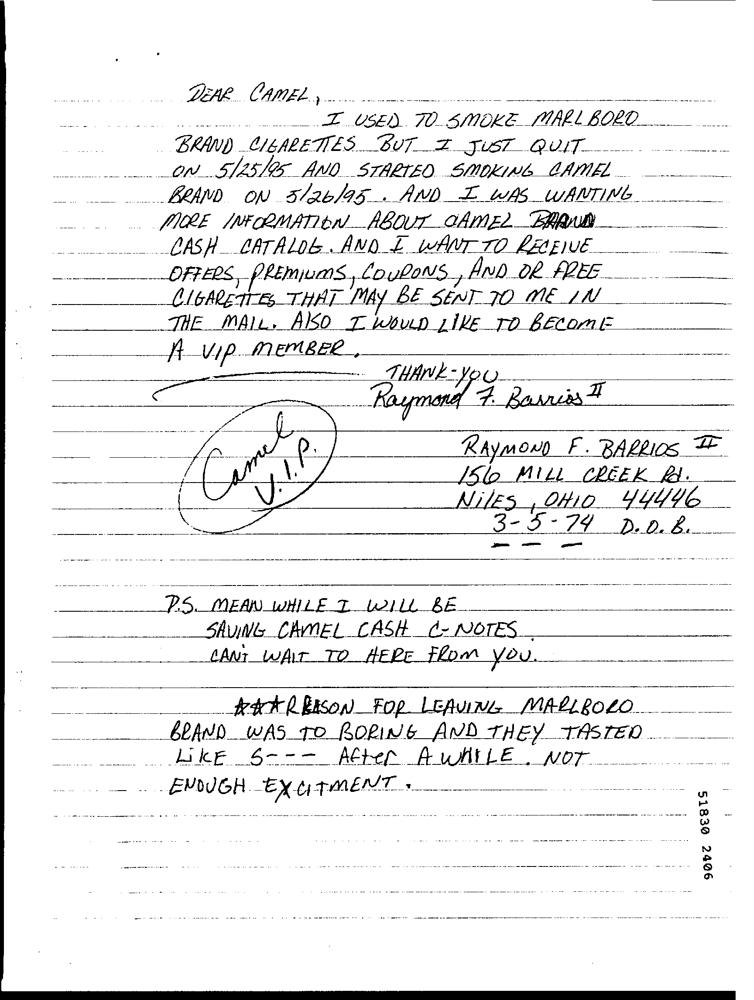 DEAR CAMEL,
I USED TO SMOKE MARLBORO
BRAND CIGARETTES BUT I JUST QUIT
ON 5/25/95 AND STARTED SMOKING CAMEL
BRAND ON 5/26/95. AND I WAS WANTING
MORE INFORMATION ABOUT CAMEL BRAND
CASH CATALOG. AND I WANT TO RECEIVE
OFFERS, PREMIUMS, COUPONS, AND OR FREE
CIGARETTES THAT MAY BE SENT TO ME IN
THE MAIL. AlSO I WOULD LIKE TO BECOME
A VIP MEMBER.
THANK-YOU
Raymond F. Barrios II
Camel
V.I.P.
RAYMOND F. BARRIOS II
156 MILL CREEK Rd.
NilES, OHIO 44446
3-5-74 D.O.B.
P.S. MEAN WHILE I WILL BE
SAVING CAMEL CASH C-NOTES
CAN'T WAIT TO HERE FROM YOU.
***REASON FOR LEAVING MARLBORO
BRAND WAS TO BORING AND THEY TASTED
LIKE S--- After A WHILE. NOT
ENOUGH EXCITMENT.
51830 2406